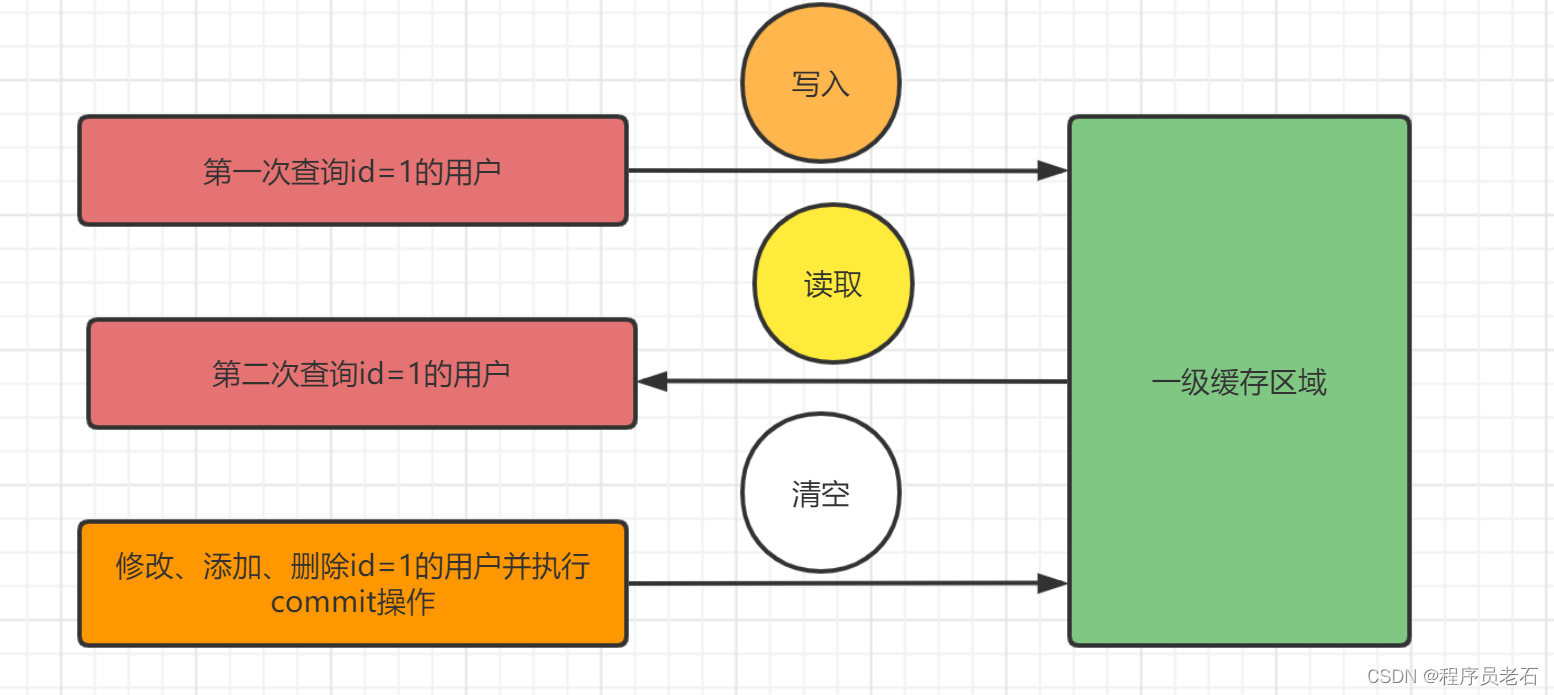 写入
第一次查询id=1的用户
读取
第二次查询id=1的用户
一级缓存区域
清空
修改、添加、删除id=1的用户并执行
commit操作
CSDN @程序员老石